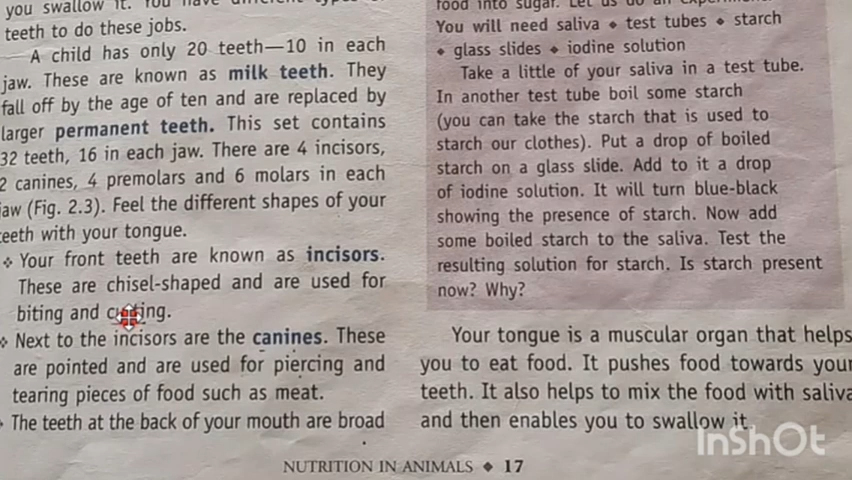 you swallow it. You have different types of
teeth to do these jobs.
A child has only 20 teeth—10 in each
jaw. These are known as milk teeth. They
fall off by the age of ten and are replaced by
larger permanent teeth. This set contains
32 teeth, 16 in each jaw. There are 4 incisors,
2 canines, 4 premolars and 6 molars in each
jaw (Fig. 2.3). Feel the different shapes of your
teeth with your tongue.
❖ Your front teeth are known as incisors.
These are chisel-shaped and are used for
biting and cutting.
❖ Next to the incisors are the canines. These
are pointed and are used for piercing and
tearing pieces of food such as meat.
The teeth at the back of your mouth are broad
food into sugar. Let us do an experiment.
You will need saliva ◆ test tubes ◆ starch
◆ glass slides ◆ iodine solution
Take a little of your saliva in a test tube.
In another test tube boil some starch
(you can take the starch that is used to
starch our clothes). Put a drop of boiled
starch on a glass slide. Add to it a drop
of iodine solution. It will turn blue-black
showing the presence of starch. Now add
some boiled starch to the saliva. Test the
resulting solution for starch. Is starch present
now? Why?
Your tongue is a muscular organ that helps
you to eat food. It pushes food towards your
teeth. It also helps to mix the food with saliva
and then enables you to swallow it.
NUTRITION IN ANIMALS ◆ 17
InShOt